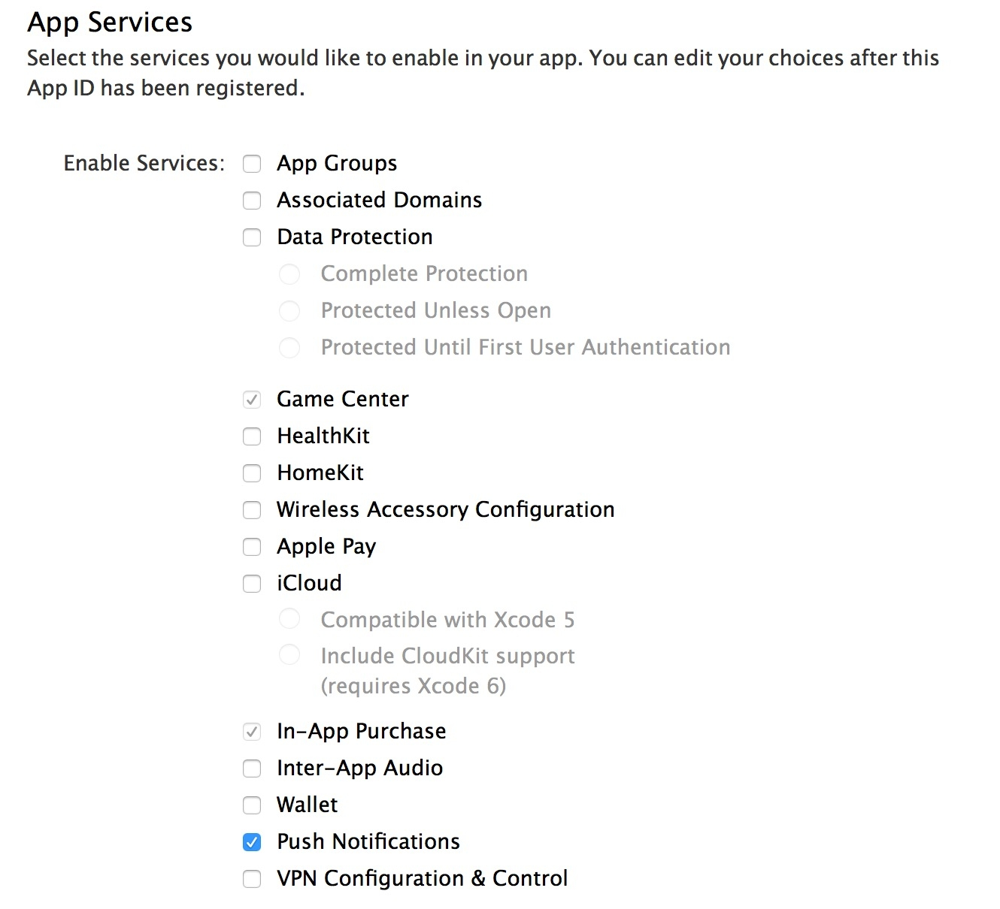 App Services
Select the services you would like to enable in your app. You can edit your choices after this
App ID has been registered.
Enable Services: App Groups
Associated Domains
Data Protection
Complete Protection
Protected Unless Open
Protected Until First User Authentication
Game Center
HealthKit
HomeKit
Wireless Accessory Configuration
Apple Pay
iCloud
Compatible with Xcode 5
Include CloudKit support
(requires Xcode 6)
In-App Purchase
Inter-App Audio
Wallet
Push Notifications
VPN Configuration & Control